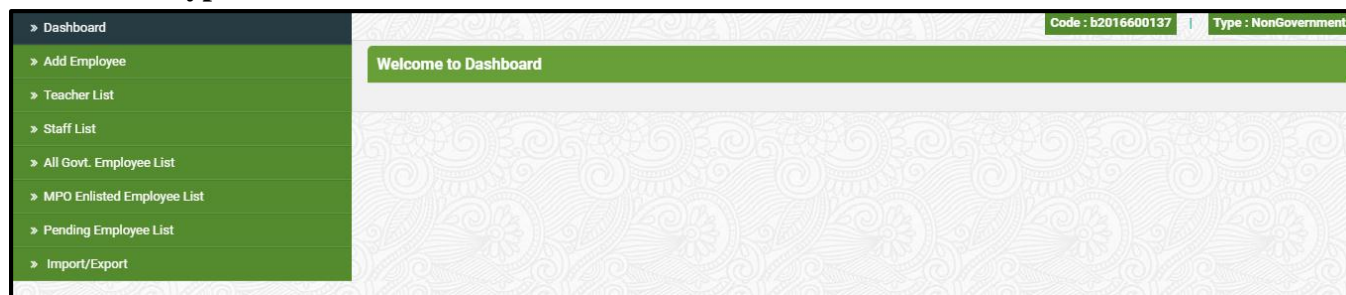 » Dashboard
Code : b2016600137 | Type : NonGovernment
» Add Employee
Welcome to Dashboard
» Teacher List
» Staff List
» All Govt. Employee List
» MPO Enlisted Employee List
» Pending Employee List
» Import/Export